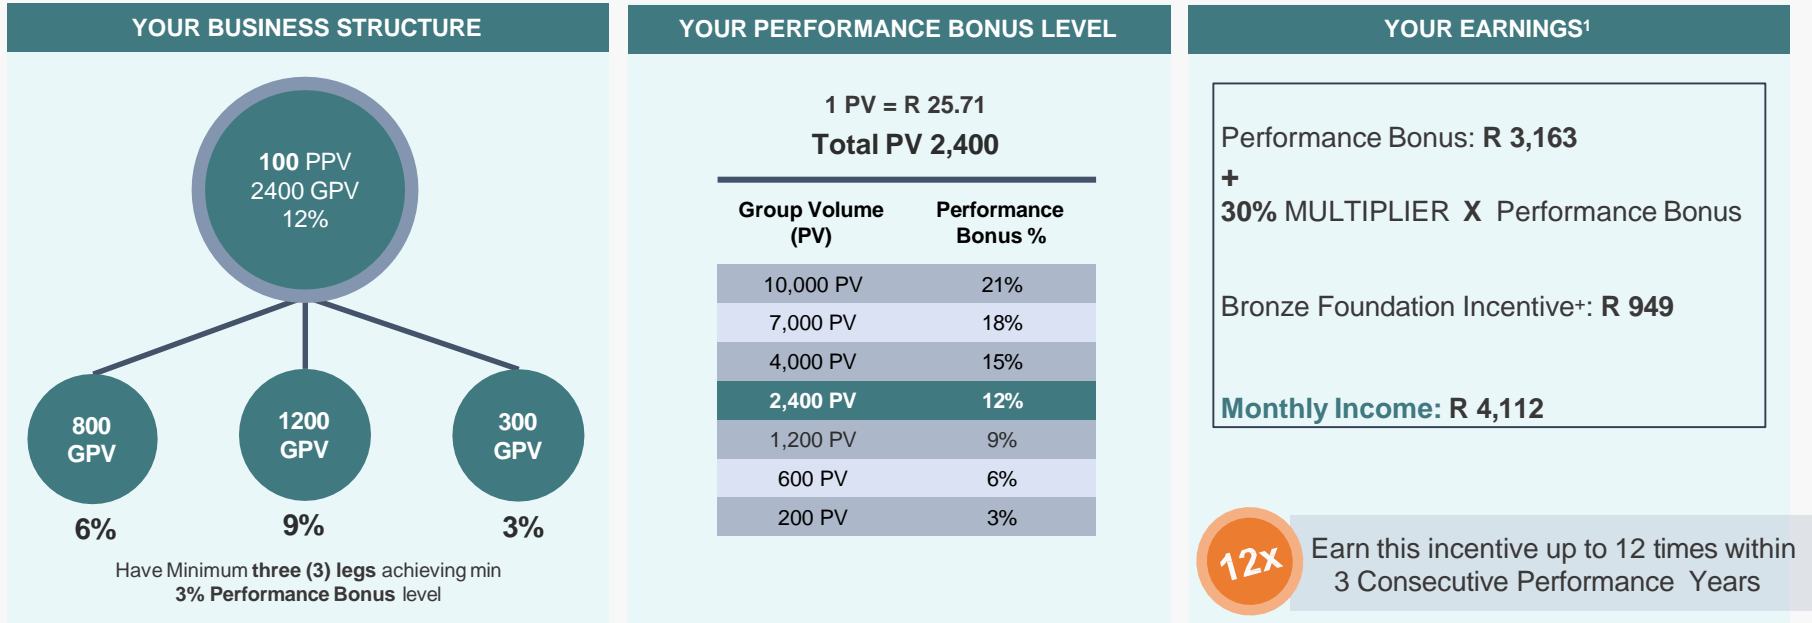 YOUR BUSINESS STRUCTURE
100 PPV
2400 GPV
12%
800
GPV
1200
GPV
300
GPV
6%
9%
3%
Have Minimum three (3) legs achieving min
3% Performance Bonus level
YOUR PERFORMANCE BONUS LEVEL
1 PV = R 25.71
Total PV 2,400
Group Volume (PV) Performance Bonus %
10,000 PV 21%
7,000 PV 18%
4,000 PV 15%
2,400 PV 12%
1,200 PV 9%
600 PV 6%
200 PV 3%
YOUR EARNINGS¹
Performance Bonus: R 3,163
+
30% MULTIPLIER X Performance Bonus
Bronze Foundation Incentive⁺: R 949
Monthly Income: R 4,112
12x
Earn this incentive up to 12 times within
3 Consecutive Performance Years